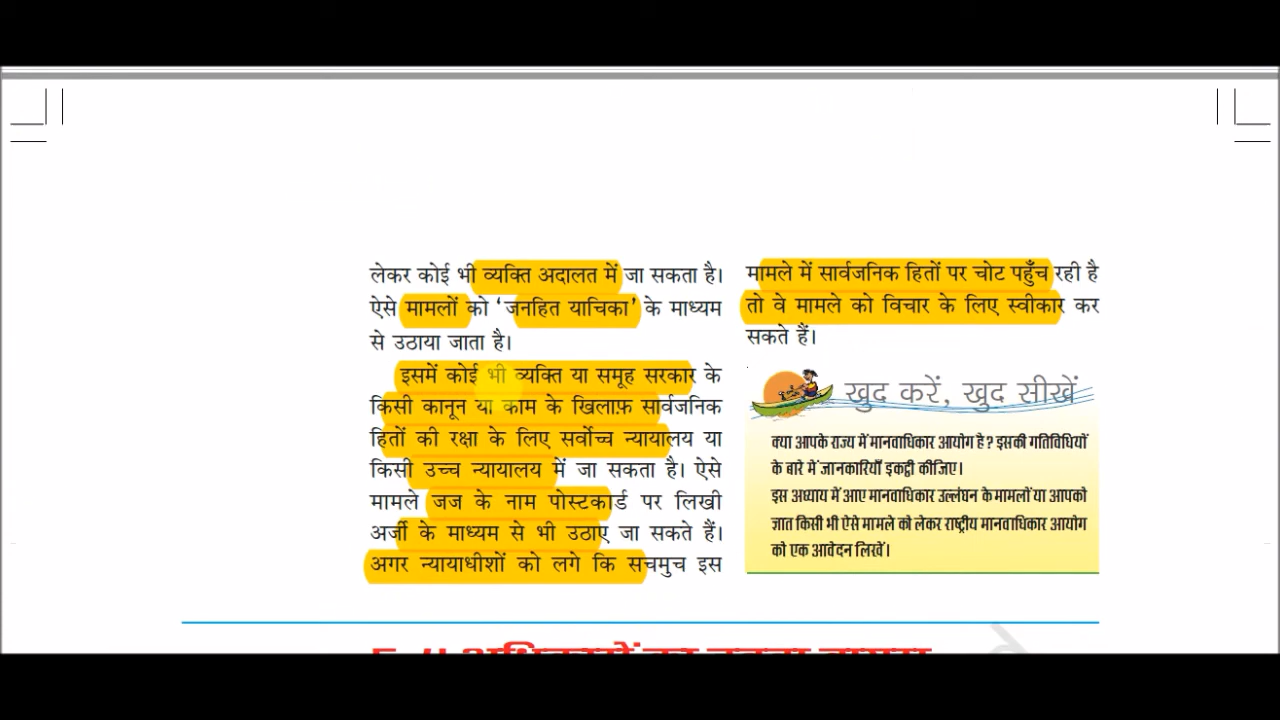 लेकर कोई भी व्यक्ति अदालत में जा सकता है।
ऐसे मामलों को ‘जनहित याचिका’ के माध्यम
से उठाया जाता है।
इसमें कोई भी व्यक्ति या समूह सरकार के
किसी कानून या काम के खिलाफ़ सार्वजनिक
हितों की रक्षा के लिए सर्वोच्च न्यायालय या
किसी उच्च न्यायालय में जा सकता है। ऐसे
मामले जज के नाम पोस्टकार्ड पर लिखी
अर्जी के माध्यम से भी उठाए जा सकते हैं।
अगर न्यायाधीशों को लगे कि सचमुच इस
मामले में सार्वजनिक हितों पर चोट पहुँच रही है
तो वे मामले को विचार के लिए स्वीकार कर
सकते हैं।
खुद करें, खुद सीखें
क्या आपके राज्य में मानवाधिकार आयोग है? इसकी गतिविधियों
के बारे में जानकारियाँ इकट्ठी कीजिए।
इस अध्याय में आए मानवाधिकार उल्लंघन के मामलों या आपको
ज्ञात किसी भी ऐसे मामले को लेकर राष्ट्रीय मानवाधिकार आयोग
को एक आवेदन लिखें।